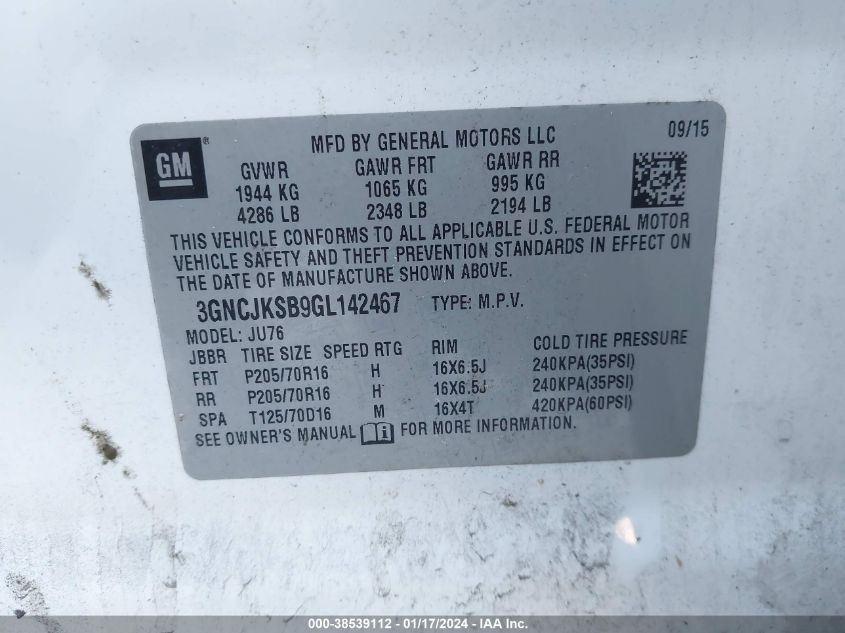 MFD BY GENERAL MOTORS LLC 09/15
GM ®
GVWR GAWR FRT GAWR RR
1944 KG 1065 KG 995 KG
4286 LB 2348 LB 2194 LB
THIS VEHICLE CONFORMS TO ALL APPLICABLE U.S. FEDERAL MOTOR
VEHICLE SAFETY AND THEFT PREVENTION STANDARDS IN EFFECT ON
THE DATE OF MANUFACTURE SHOWN ABOVE.
3GNCJKSB9GL142467 TYPE: M.P.V.
MODEL: JU76
JBBR TIRE SIZE SPEED RTG RIM COLD TIRE PRESSURE
FRT P205/70R16 H 16X6.5J 240KPA(35PSI)
RR P205/70R16 H 16X6.5J 240KPA(35PSI)
SPA T125/70D16 M 16X4T 420KPA(60PSI)
SEE OWNER'S MANUAL i FOR MORE INFORMATION.
000-38539112 - 01/17/2024 - IAAI Inc.